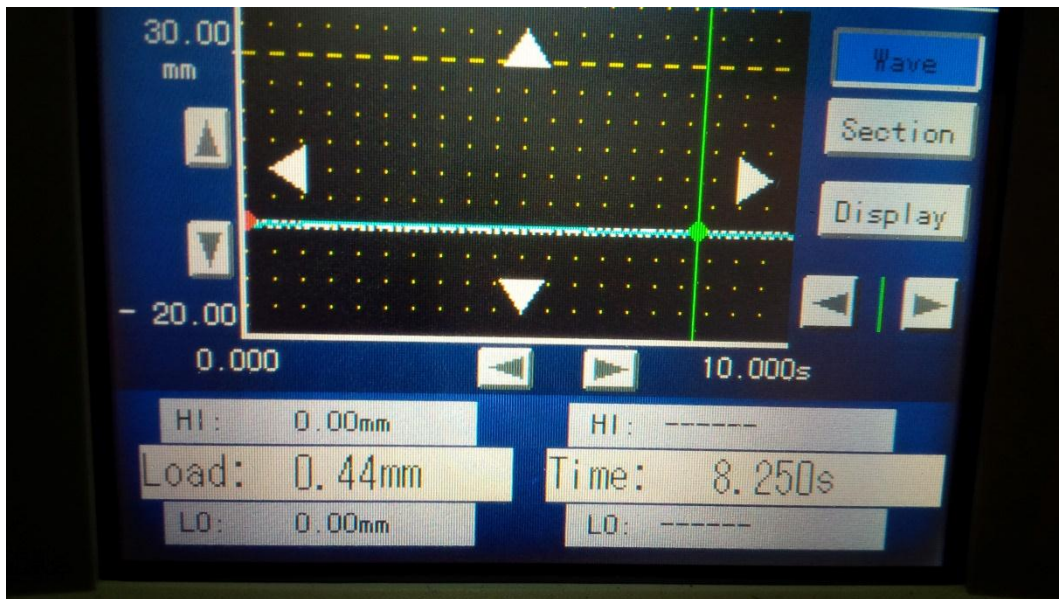 30.00
mm
Wave
Section
Display
- 20.00
0.000
10.000s
HI: 0.00mm
HI: ------
Load: 0.44mm
Time: 8.250s
LO: 0.00mm
LO: ------